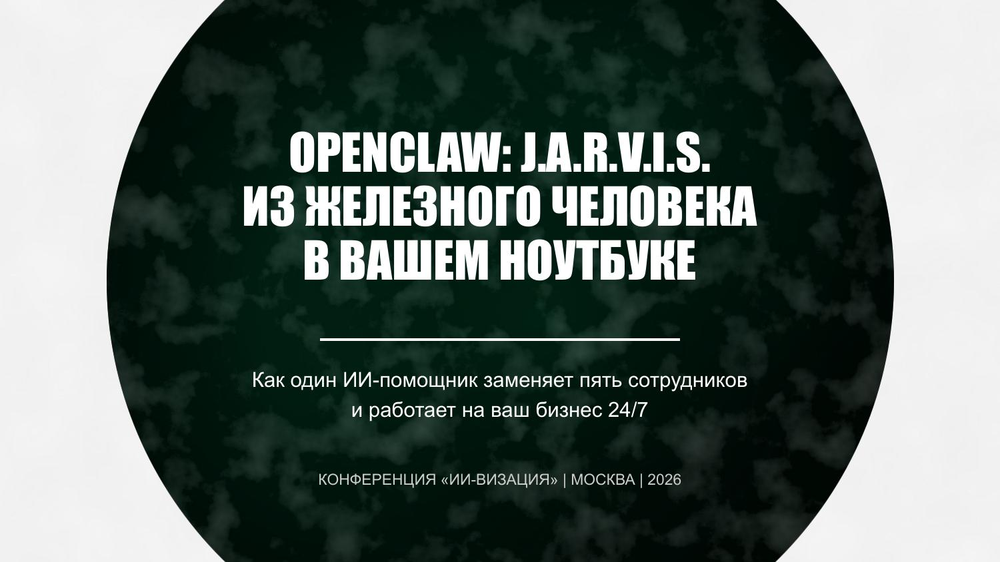 OPENCLAW: J.A.R.V.I.S.
ИЗ ЖЕЛЕЗНОГО ЧЕЛОВЕКА
В ВАШЕМ НОУТБУКЕ
Как один ИИ-помощник заменяет пять сотрудников
и работает на ваш бизнес 24/7
КОНФЕРЕНЦИЯ «ИИ-ВИЗАЦИЯ» | МОСКВА | 2026